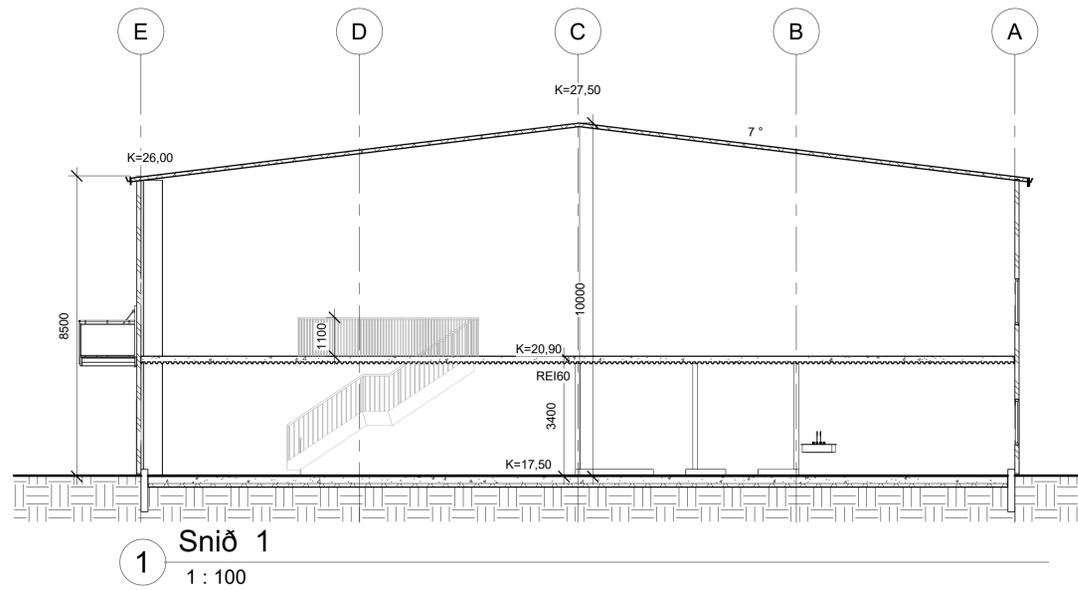 E D C B A
K=27,50
7 °
K=26,00
10000
8500
1100
K=20,90
REI60
3400
K=17,50
1 Snið 1
1 : 100